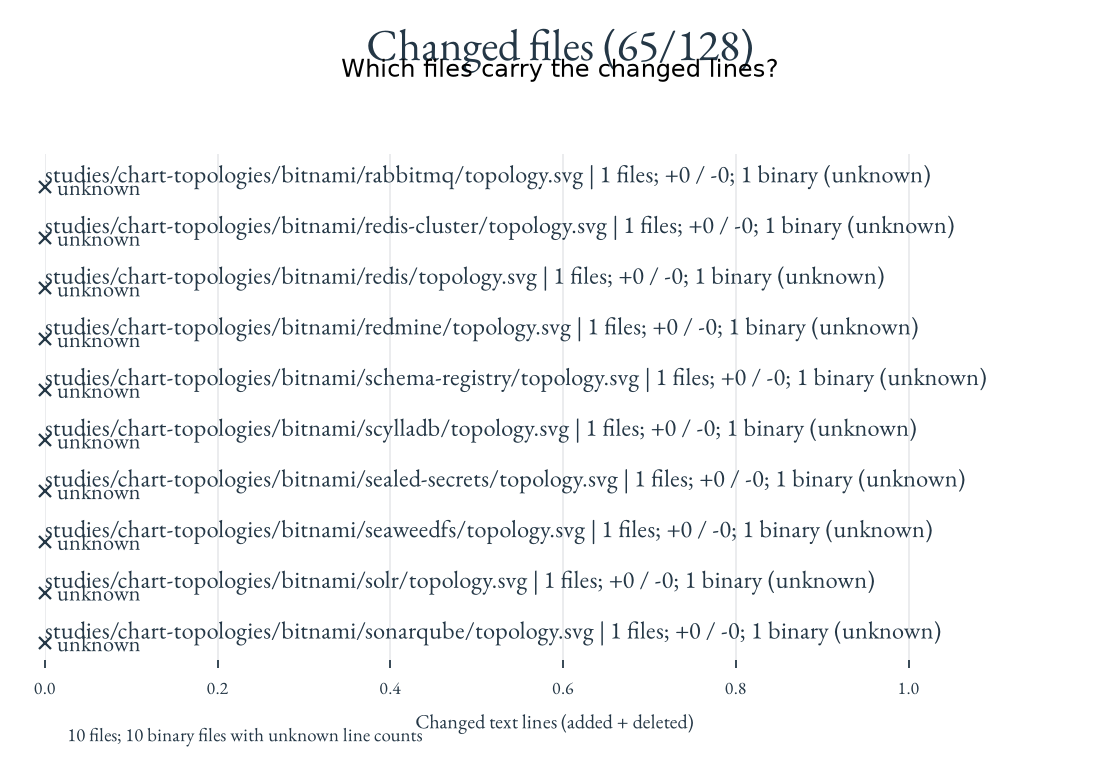 Changed files (65/128)
Which files carry the changed lines?
studies/chart-topologies/bitnami/rabbitmq/topology.svg | 1 files; +0 / -0; 1 binary (unknown)
unknown
studies/chart-topologies/bitnami/redis-cluster/topology.svg | 1 files; +0 / -0; 1 binary (unknown)
unknown
studies/chart-topologies/bitnami/redis/topology.svg | 1 files; +0 / -0; 1 binary (unknown)
unknown
studies/chart-topologies/bitnami/redmine/topology.svg | 1 files; +0 / -0; 1 binary (unknown)
unknown
studies/chart-topologies/bitnami/schema-registry/topology.svg | 1 files; +0 / -0; 1 binary (unknown)
unknown
studies/chart-topologies/bitnami/scylladb/topology.svg | 1 files; +0 / -0; 1 binary (unknown)
unknown
studies/chart-topologies/bitnami/sealed-secrets/topology.svg | 1 files; +0 / -0; 1 binary (unknown)
unknown
studies/chart-topologies/bitnami/seaweedfs/topology.svg | 1 files; +0 / -0; 1 binary (unknown)
unknown
studies/chart-topologies/bitnami/solr/topology.svg | 1 files; +0 / -0; 1 binary (unknown)
unknown
studies/chart-topologies/bitnami/sonarqube/topology.svg | 1 files; +0 / -0; 1 binary (unknown)
unknown
0.0 0.2 0.4 0.6 0.8 1.0
Changed text lines (added + deleted)
10 files; 10 binary files with unknown line counts